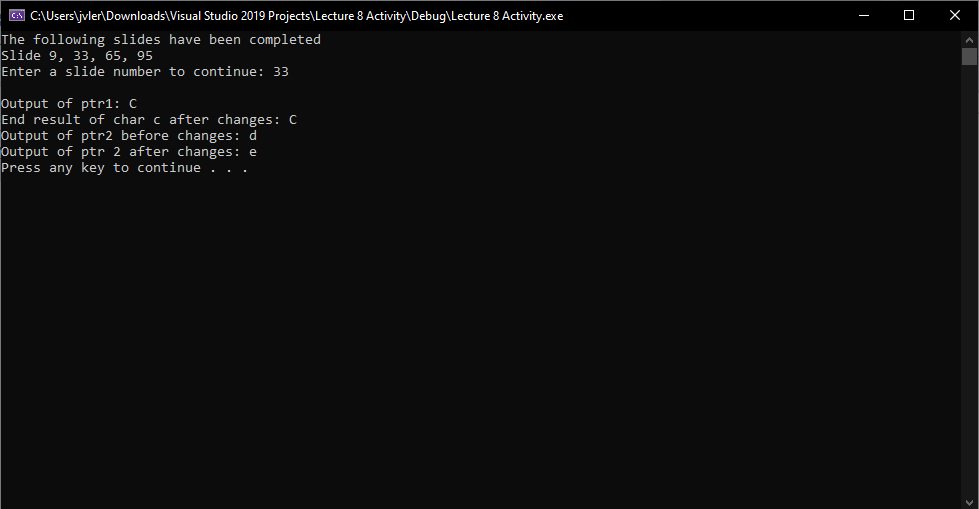 C:\Users\jvler\Downloads\Visual Studio 2019 Projects\Lecture 8 Activity\Debug\Lecture 8 Activity.exe
The following slides have been completed
Slide 9, 33, 65, 95
Enter a slide number to continue: 33
Output of ptr1: C
End result of char c after changes: C
Output of ptr2 before changes: d
Output of ptr 2 after changes: e
Press any key to continue . . .